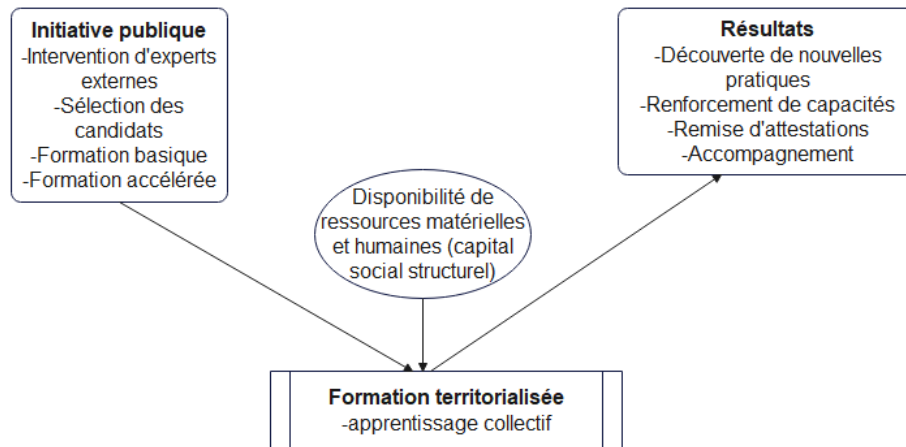 Initiative publique
-Intervention d'experts
externes
-Sélection des
candidats
-Formation basique
-Formation accélérée
Résultats
-Découverte de nouvelles
pratiques
-Renforcement de capacités
-Remise d'attestations
-Accompagnement
Disponibilité de
ressources matérielles
et humaines (capital
social structurel)
Formation territorialisée
-apprentissage collectif